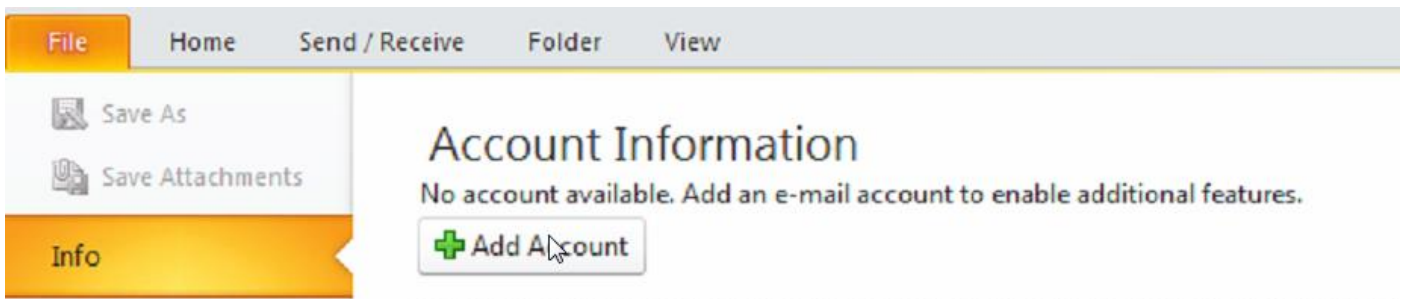 File Home Send / Receive Folder View
Save As
Save Attachments
Info
Account Information
No account available. Add an e-mail account to enable additional features.
Add Account